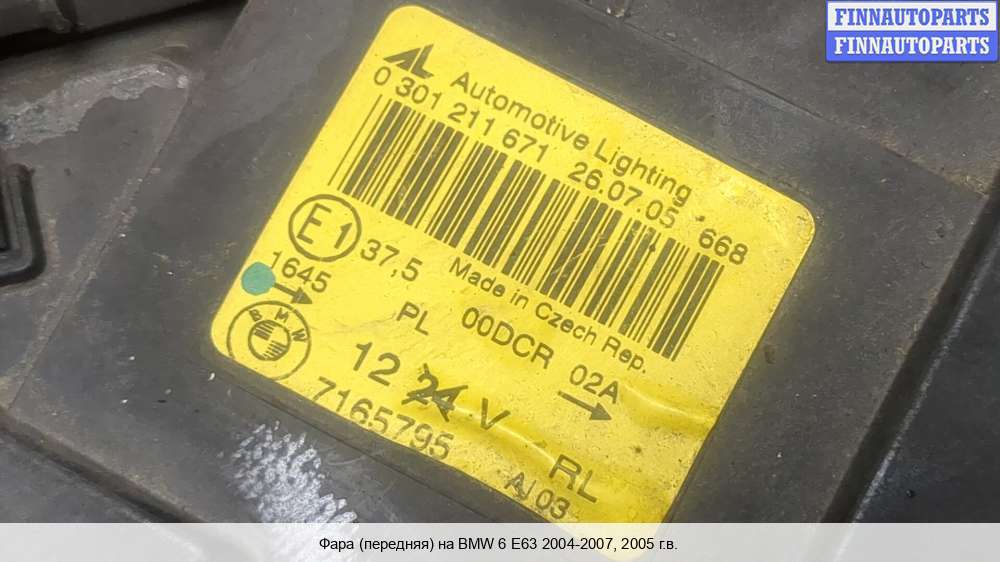 FINNAUTOPARTS
FINNAUTOPARTS
AL Automotive Lighting
0 301 211 671 26.07.05 668
E1 37,5 Made in Czech Rep.
1645 PL 00DCR 02A
BMW 12 24 V RL
7165795 A/03
Фара (передняя) на BMW 6 E63 2004-2007, 2005 г.в.